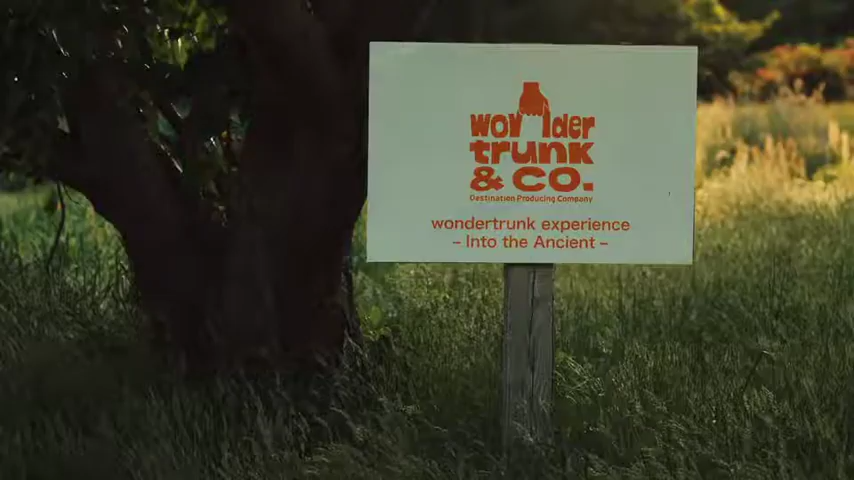 wonder
trunk
& CO.
Destination Producing Company
wondertrunk experience
– Into the Ancient –